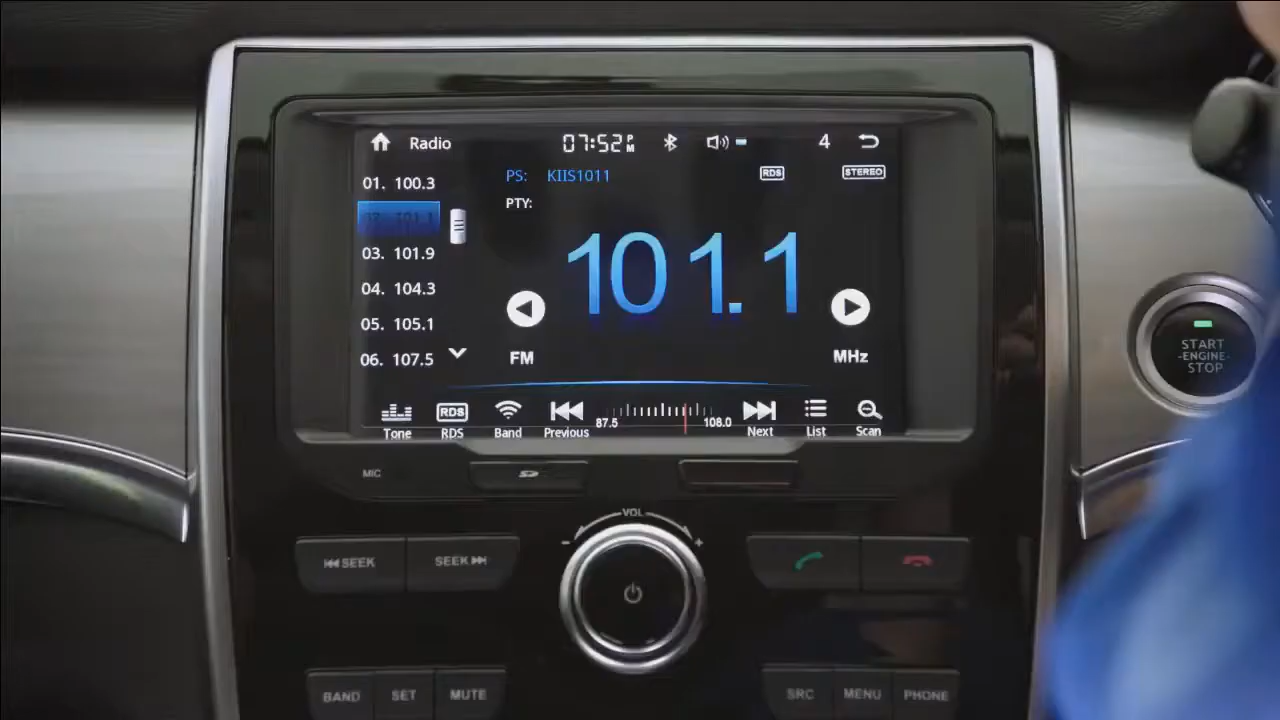 Radio 07:52 PM 4
PS: KIIS1011 RDS STEREO
PTY:
01. 100.3
02. 101.1
03. 101.9
04. 104.3
05. 105.1
06. 107.5
101.1
FM MHz
87.5 108.0
Tone RDS Band Previous Next List Scan
MIC SD
START
-ENGINE-
STOP
VOL
- +
SEEK SEEK
BAND SET MUTE SRC MENU PHONE